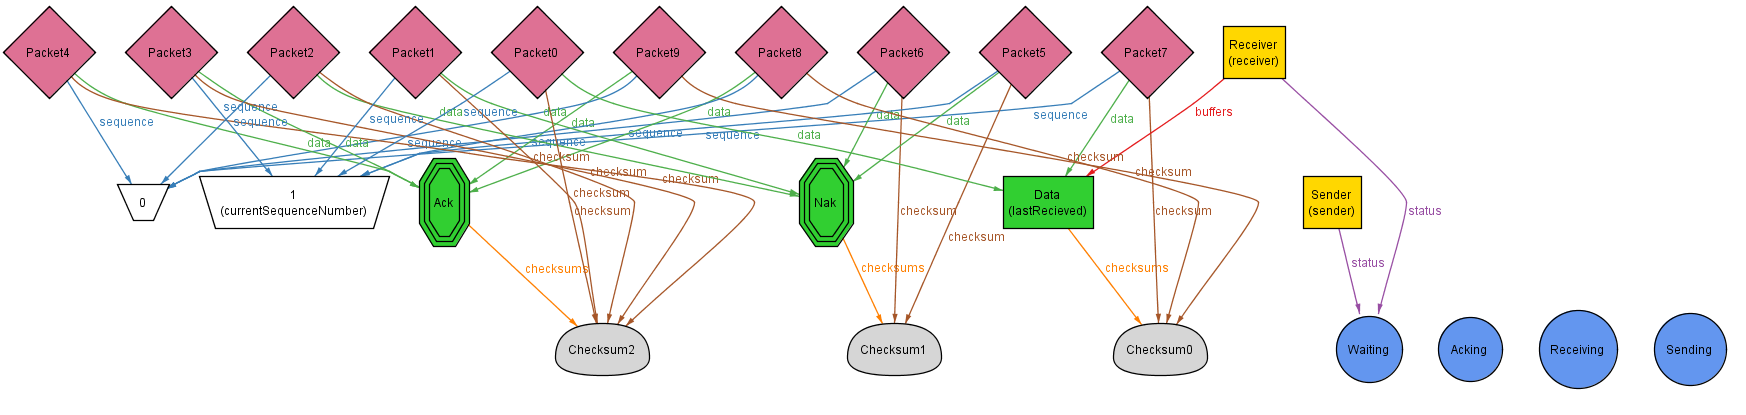 Packet4
Packet3
Packet2
Packet1
Packet0
Packet9
Packet8
Packet6
Packet5
Packet7
Receiver
(receiver)
sequence
data
sequence
data
data
data
buffers
sequence
sequence
sequence
data
data
data
sequence
data
sequence
sequence
data
data
sequence
sequence
data
checksum
checksum
checksum
checksum
checksum
checksum
0
1
(currentSequenceNumber)
Ack
checksum
checksum
Nak
checksum
Data
(lastRecieved)
checksum
Sender
(sender)
status
checksum
checksums
checksums
checksums
status
Checksum2
Checksum1
Checksum0
Waiting
Acking
Receiving
Sending